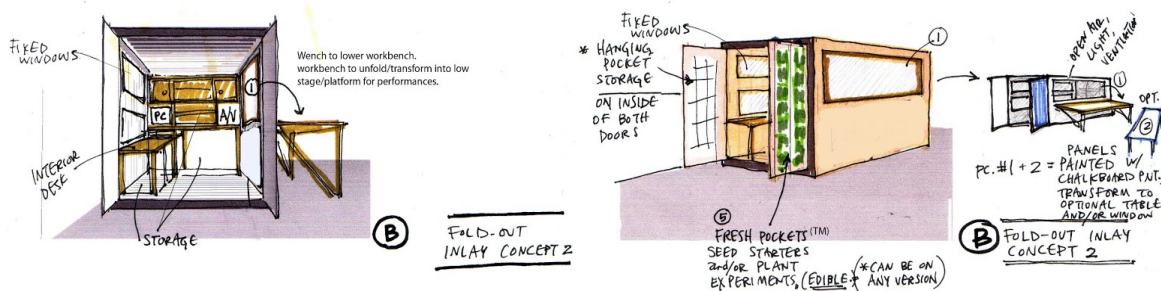 FIXED
WINDOWS
Wench to lower workbench.
workbench to unfold/transform into low
stage/platform for performances.
1
PC
A/V
INTERIOR
DESK
STORAGE
B
FOLD-OUT
INLAY CONCEPT 2
FIXED
WINDOWS
* HANGING
POCKET
STORAGE
ON INSIDE
OF BOTH
DOORS
1
OPEN AIR,
LIGHT,
VENTILATION
1
OPT.
2
PC. #1 + 2 = PANELS
PAINTED W/
CHALKBOARD PNT.
TRANSFORM TO
OPTIONAL TABLE
AND/OR WINDOW
5
FRESH POCKETS (TM)
SEED STARTERS
and/or PLANT
EXPERIMENTS. (EDIBLE) (*CAN BE ON
ANY VERSION)
B
FOLD-OUT INLAY
CONCEPT 2